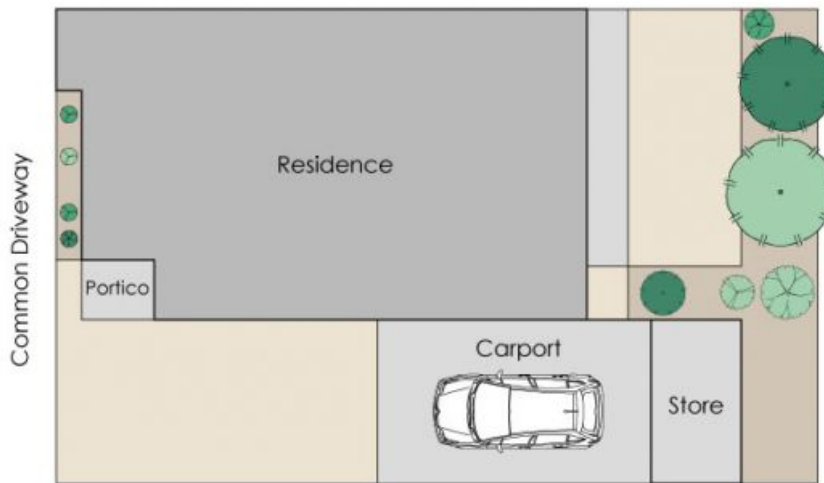 Residence
Common Driveway
Portico
Carport
Store